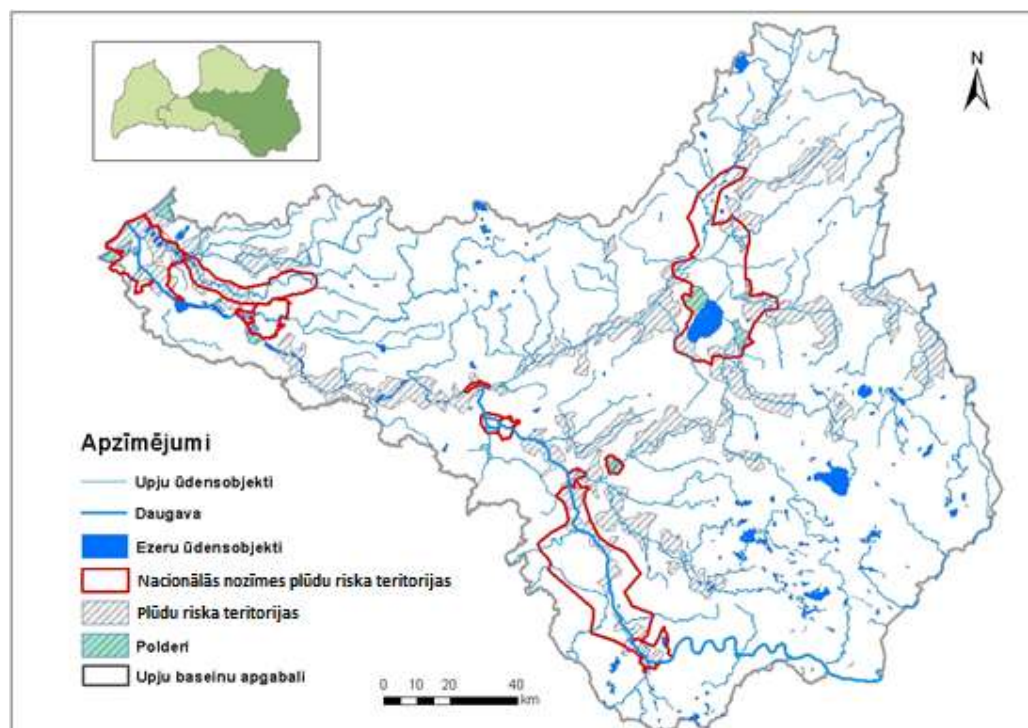 N
Apzīmējumi
Upju ūdensobjekti
Daugava
Ezeru ūdensobjekti
Nacionālās nozīmes plūdu riska teritorijas
Plūdu riska teritorijas
Polderi
Upju baseinu apgabali
0 10 20 40
km